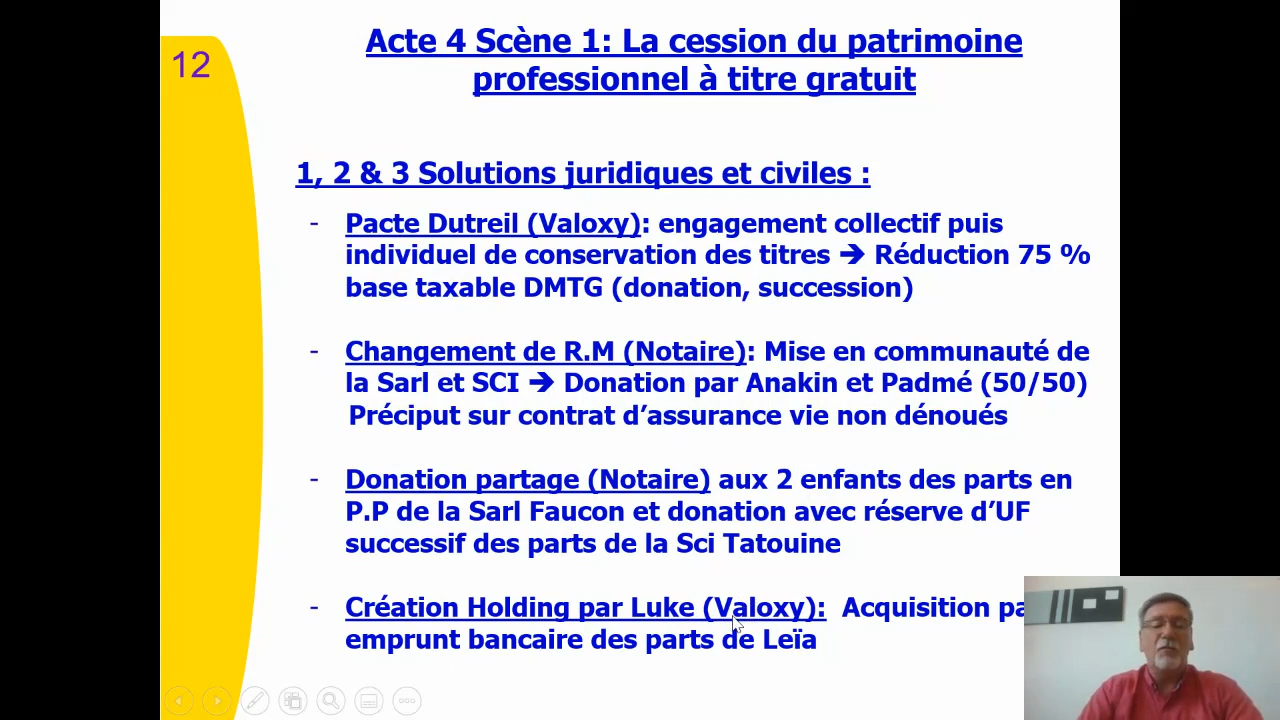 12
Acte 4 Scène 1: La cession du patrimoine
professionnel à titre gratuit
1, 2 & 3 Solutions juridiques et civiles :
- Pacte Dutreil (Valoxy): engagement collectif puis
individuel de conservation des titres ➔ Réduction 75 %
base taxable DMTG (donation, succession)
- Changement de R.M (Notaire): Mise en communauté de
la Sarl et SCI ➔ Donation par Anakin et Padmé (50/50)
Préciput sur contrat d’assurance vie non dénoués
- Donation partage (Notaire) aux 2 enfants des parts en
P.P de la Sarl Faucon et donation avec réserve d’UF
successif des parts de la Sci Tatouine
- Création Holding par Luke (Valoxy): Acquisition
emprunt bancaire des parts de Leïa